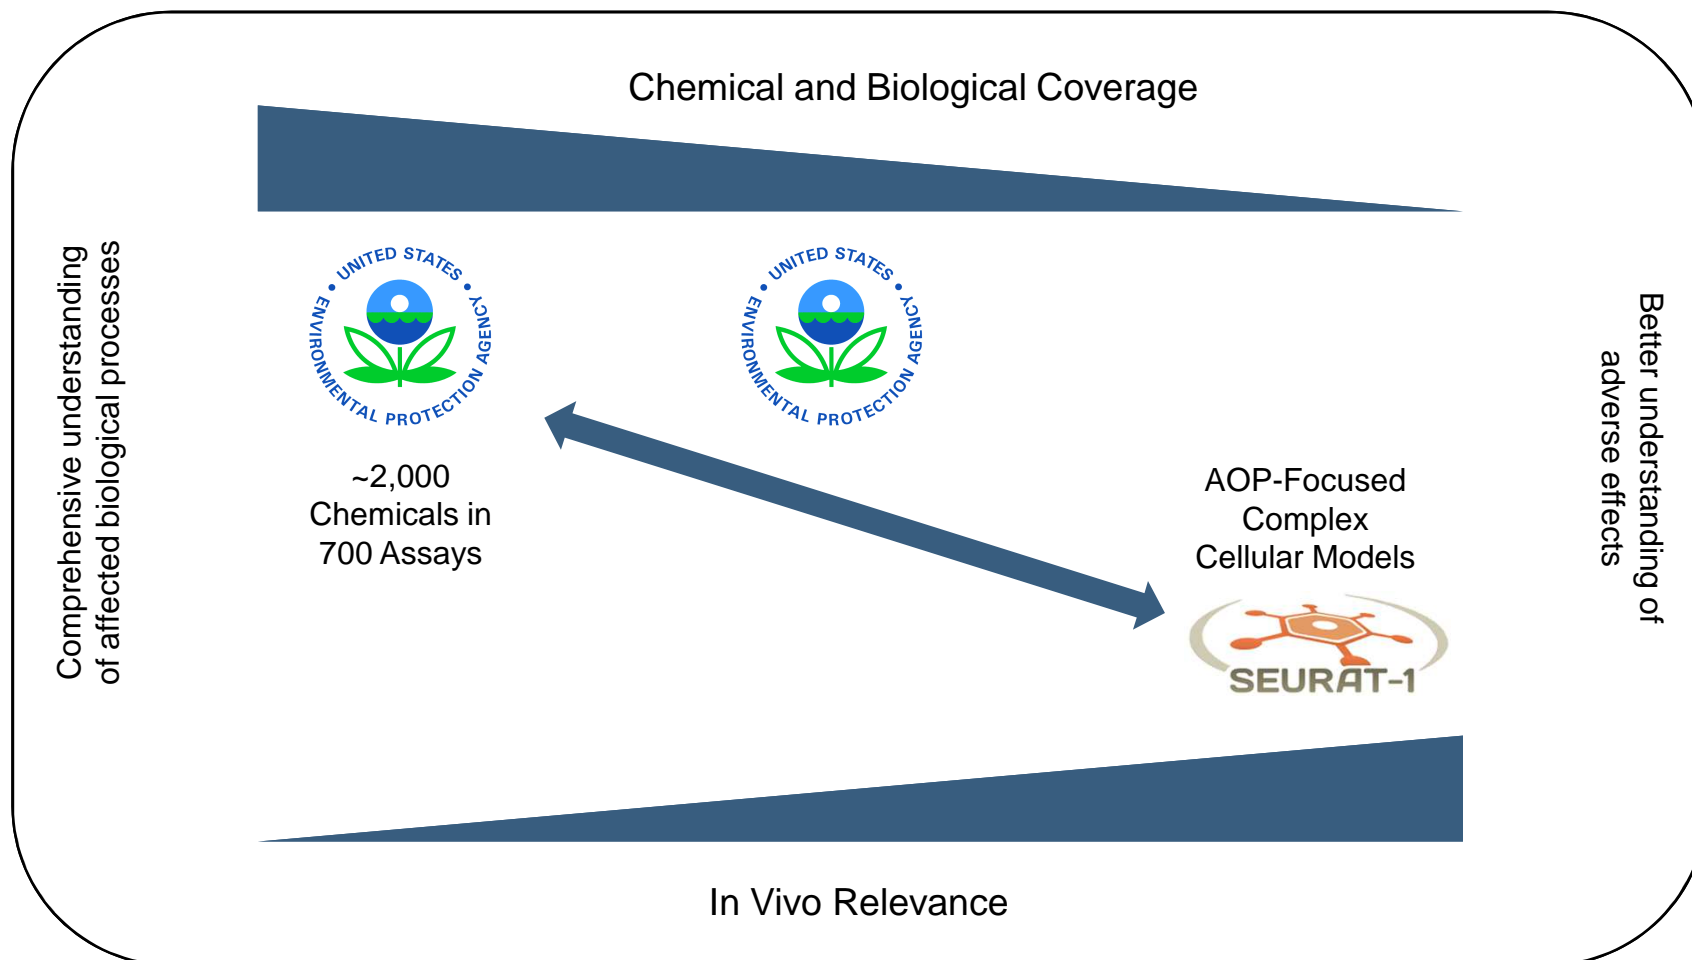 Chemical and Biological Coverage
Comprehensive understanding
of affected biological processes
• UNITED STATES •
ENVIRONMENTAL PROTECTION AGENCY
• UNITED STATES •
ENVIRONMENTAL PROTECTION AGENCY
~2,000
Chemicals in
700 Assays
AOP-Focused
Complex
Cellular Models
SEURAT-1
Better understanding of
adverse effects
In Vivo Relevance